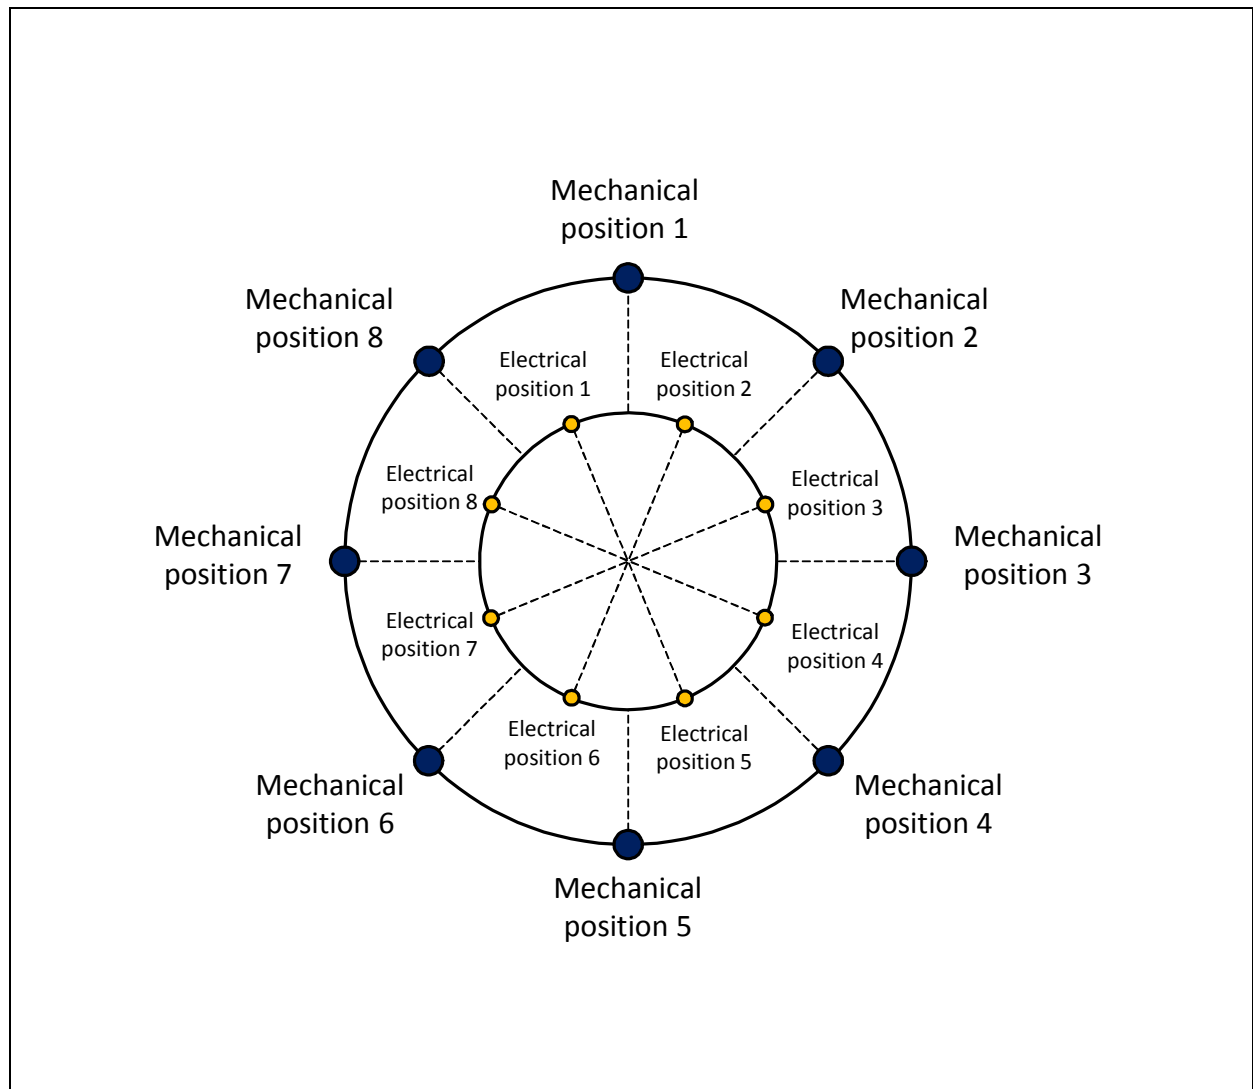 Mechanical
position 1
Mechanical
position 8
Mechanical
position 2
Electrical
position 1
Electrical
position 2
Electrical
position 8
Electrical
position 3
Mechanical
position 7
Mechanical
position 3
Electrical
position 7
Electrical
position 4
Electrical
position 6
Electrical
position 5
Mechanical
position 6
Mechanical
position 4
Mechanical
position 5